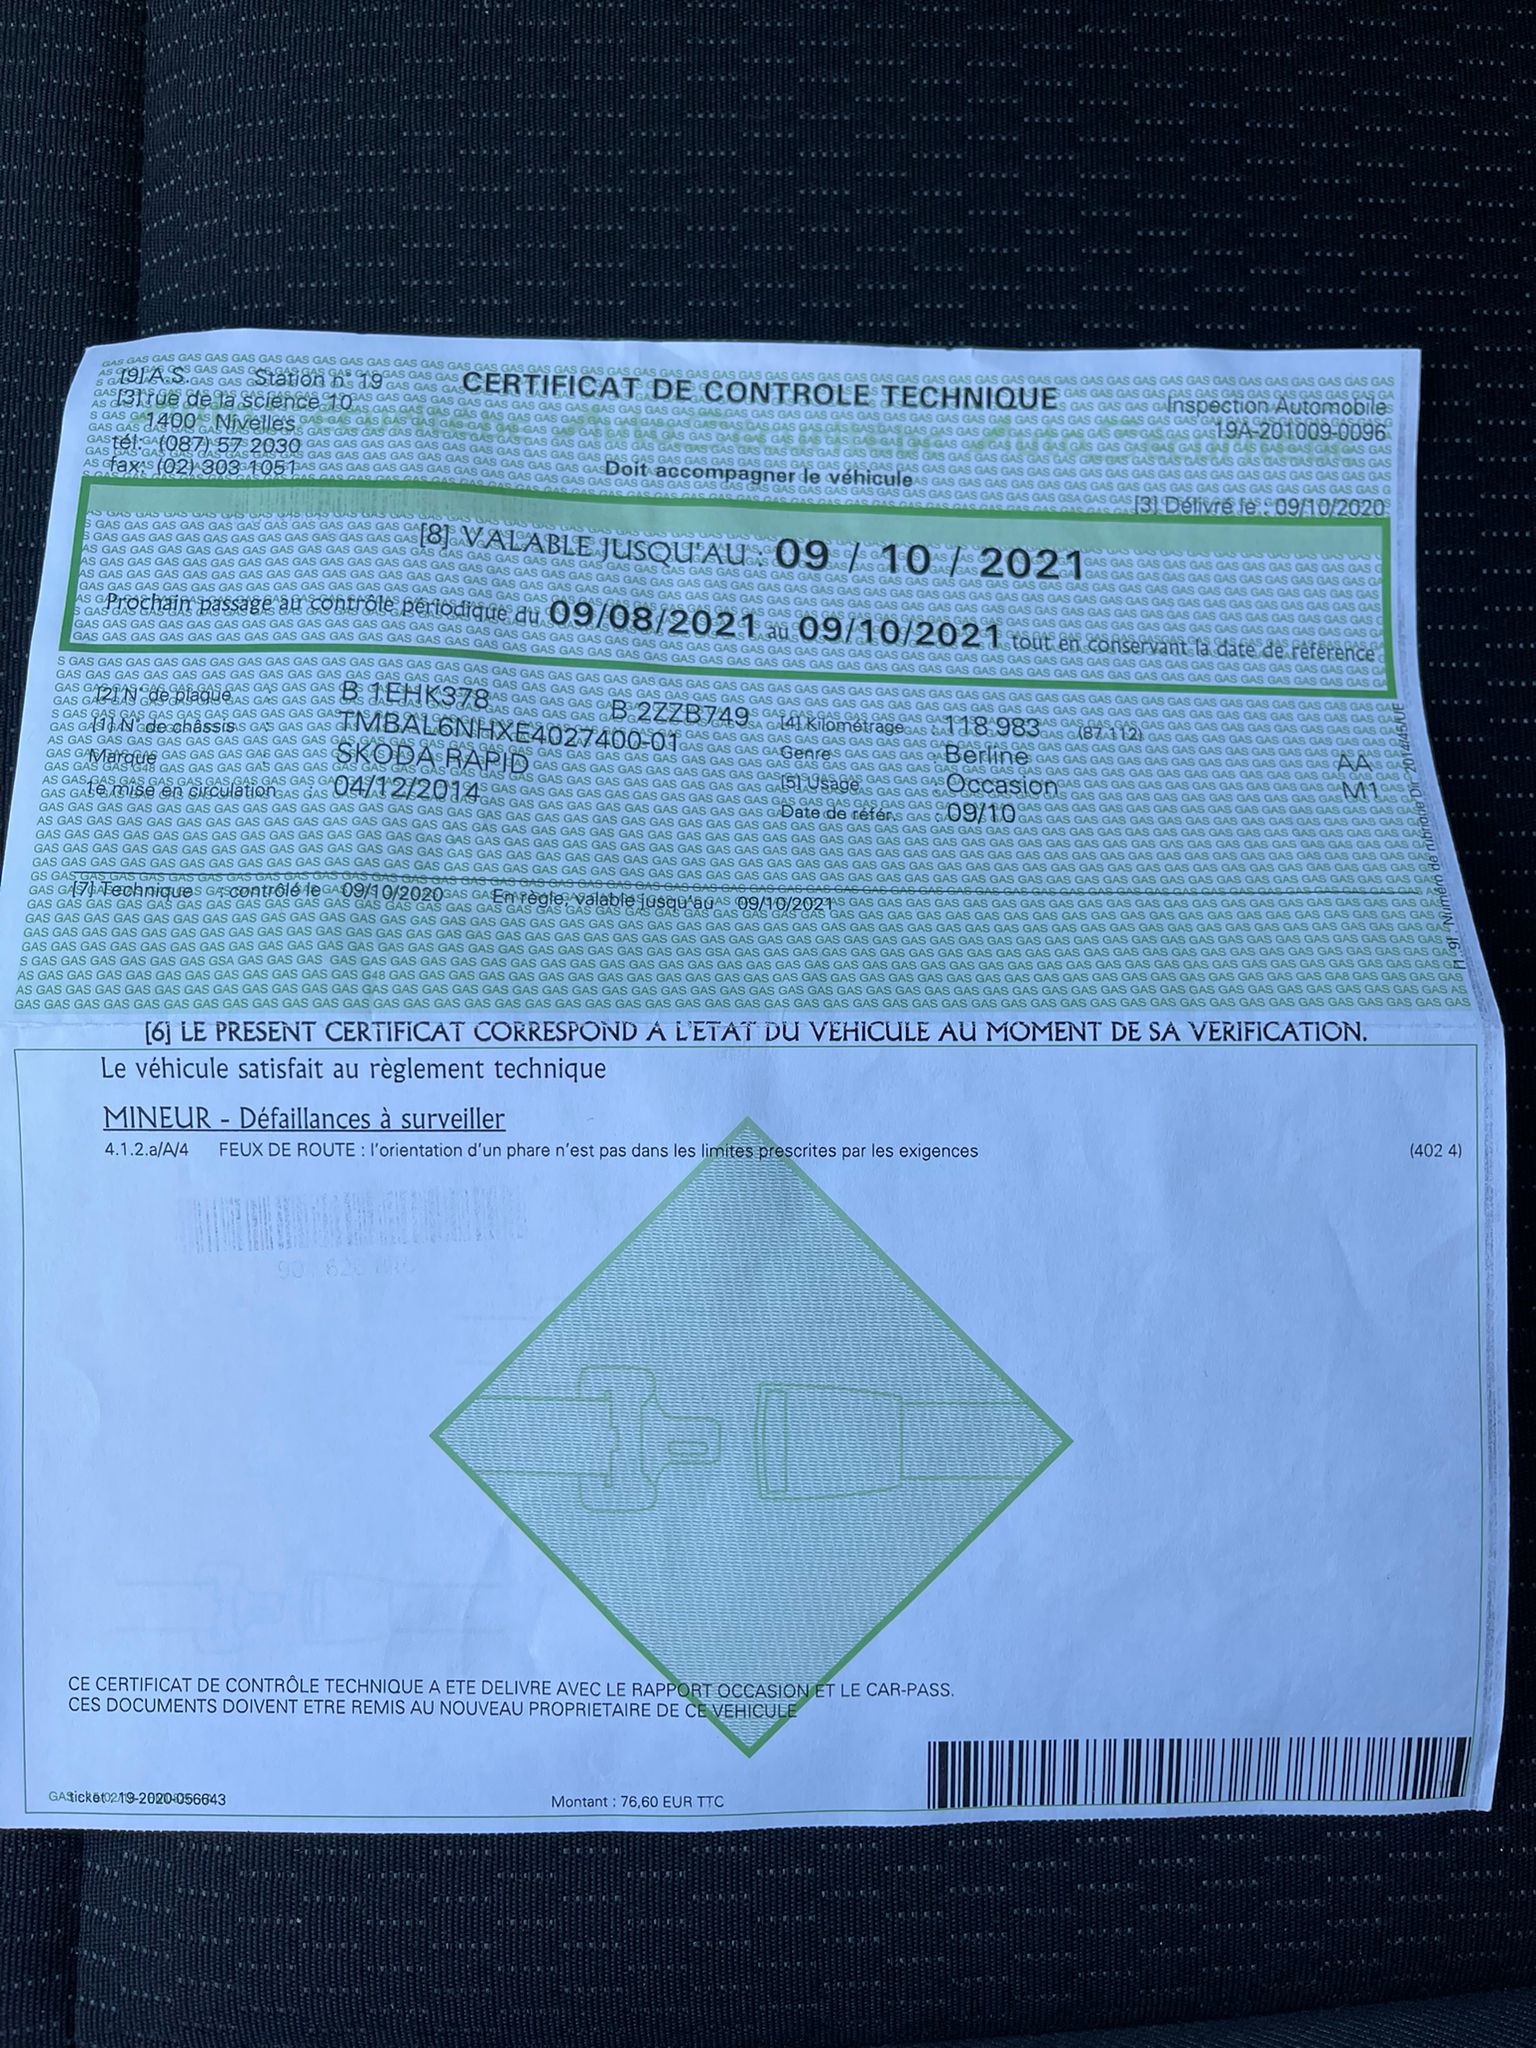 [9] A.S. Station n° 19
[3] rue de la science 10
1400 Nivelles
tél: (087) 57 2030
fax: (02) 303 1051
CERTIFICAT DE CONTROLE TECHNIQUE
Doit accompagner le véhicule
Inspection Automobile
19A-201009-0096
[3] Délivré le : 09/10/2020
[8] VALABLE JUSQU'AU : 09 / 10 / 2021
Prochain passage au contrôle périodique du 09/08/2021 au 09/10/2021 tout en conservant la date de référence
[2] N° de plaque : B 1EHK378 B 2ZZB749 [4] Kilométrage : 118.983 (87.112)
[1] N° de châssis : TMBAL6NHXE4027400-01 Genre : Berline AA
Marque : SKODA RAPID [5] Usage : Occasion M1
1e mise en circulation : 04/12/2014 Date de référ. : 09/10
[7] Technique : contrôlé le 09/10/2020 En règle, valable jusqu'au 09/10/2021
[1..9] : Numéro de rubrique Dir. 2014/45/UE
[6] LE PRESENT CERTIFICAT CORRESPOND A L'ETAT DU VEHICULE AU MOMENT DE SA VERIFICATION.
Le véhicule satisfait au règlement technique
MINEUR - Défaillances à surveiller
4.1.2.a/A/4 FEUX DE ROUTE : l'orientation d'un phare n'est pas dans les limites prescrites par les exigences (402 4)
CE CERTIFICAT DE CONTRÔLE TECHNIQUE A ETE DELIVRE AVEC LE RAPPORT OCCASION ET LE CAR-PASS.
CES DOCUMENTS DOIVENT ETRE REMIS AU NOUVEAU PROPRIETAIRE DE CE VEHICULE
ticket : 19-2020-056643 Montant : 76,60 EUR TTC